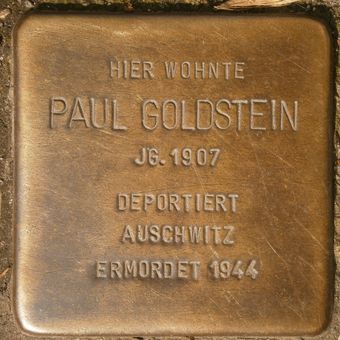 HIER WOHNTE
PAUL GOLDSTEIN
JG. 1907
DEPORTIERT
AUSCHWITZ
ERMORDET 1944